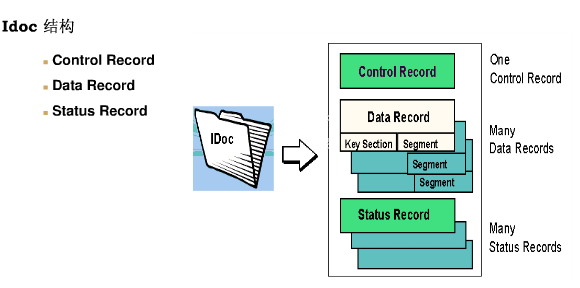 Idoc 结构
Control Record
Data Record
Status Record
IDoc
Control Record
One
Control Record
Data Record
Key Section
Segment
Segment
Segment
Many
Data Records
Status Record
Many
Status Records